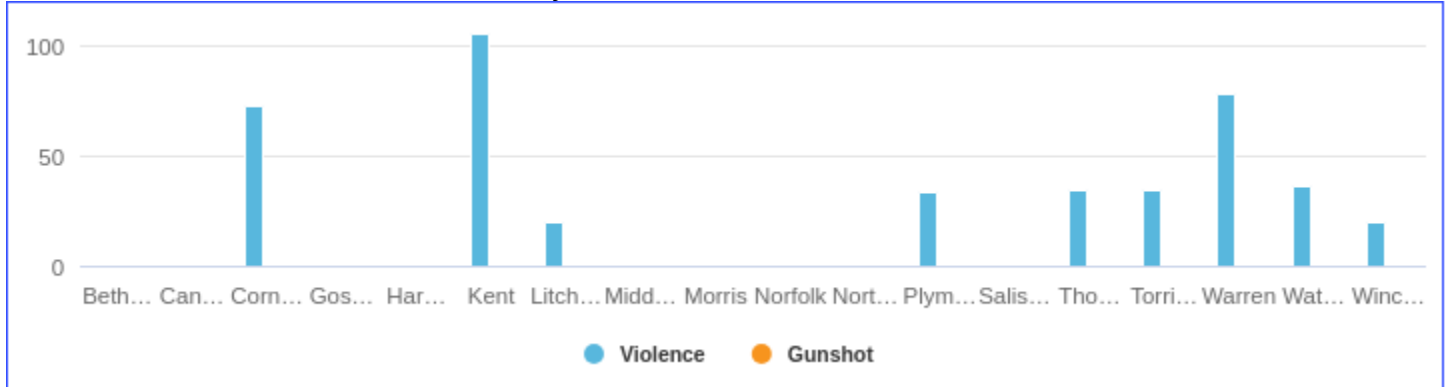 100
50
0
Beth... Can... Corn... Gos... Har... Kent Litch... Midd... Morris Norfolk Nort... Plym... Salis... Tho... Torri... Warren Wat... Winc...
Violence Gunshot